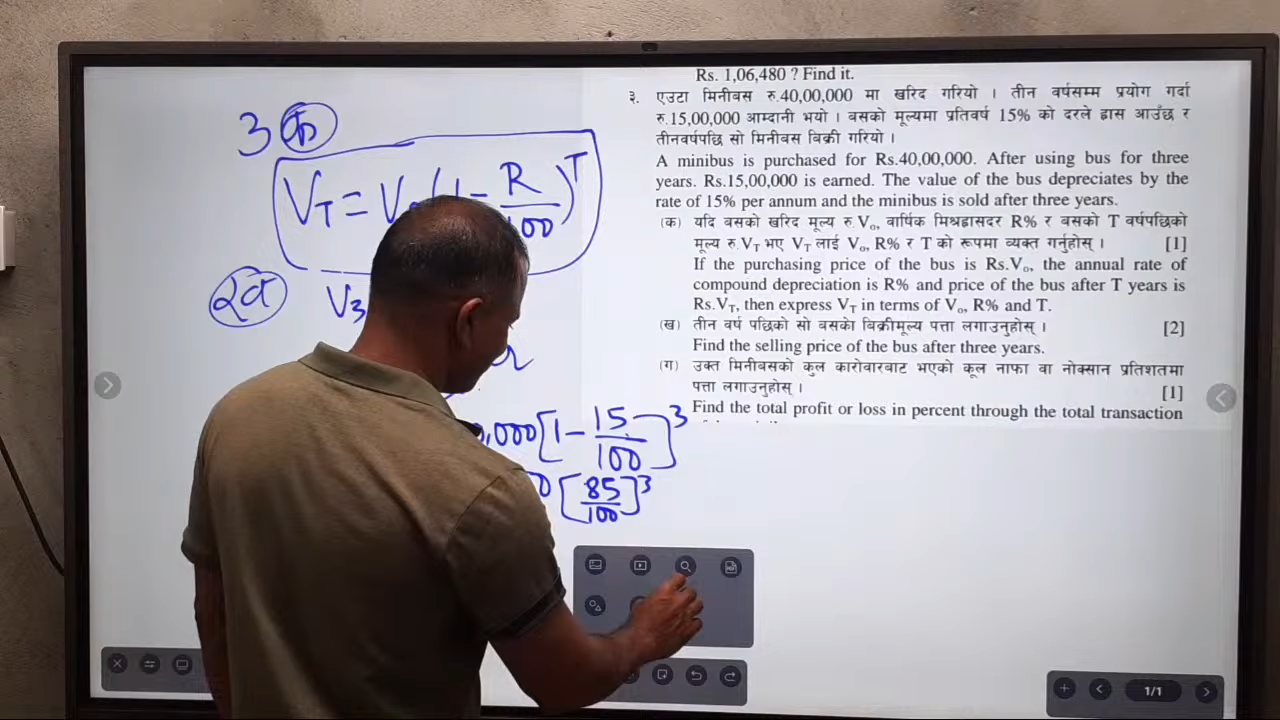 3 क
V_T = V (1 - R/100)^T
ख V_3
,000 [1 - 15/100]^3
0 [85/100]^3
Rs. 1,06,480 ? Find it.
३. एउटा मिनीबस रु.40,00,000 मा खरिद गरियो । तीन वर्षसम्म प्रयोग गर्दा
रु.15,00,000 आम्दानी भयो । बसको मूल्यमा प्रतिवर्ष 15% को दरले ह्रास आउँछ र
तीनवर्षपछि सो मिनीबस बिक्री गरियो ।
A minibus is purchased for Rs.40,00,000. After using bus for three
years. Rs.15,00,000 is earned. The value of the bus depreciates by the
rate of 15% per annum and the minibus is sold after three years.
(क) यदि बसको खरिद मूल्य रु V₀, वार्षिक मिश्रह्रासदर R% र बसको T वर्षपछिको
मूल्य रु.V_T भए V_T लाई V₀, R% र T को रूपमा व्यक्त गर्नुहोस् । [1]
If the purchasing price of the bus is Rs.V₀, the annual rate of
compound depreciation is R% and price of the bus after T years is
Rs.V_T, then express V_T in terms of V₀, R% and T.
(ख) तीन वर्ष पछिको सो बसको बिक्रीमूल्य पत्ता लगाउनुहोस् । [2]
Find the selling price of the bus after three years.
(ग) उक्त मिनीबसको कुल कारोवारबाट भएको कूल नाफा वा नोक्सान प्रतिशतमा
पत्ता लगाउनुहोस् । [1]
Find the total profit or loss in percent through the total transaction
1/1